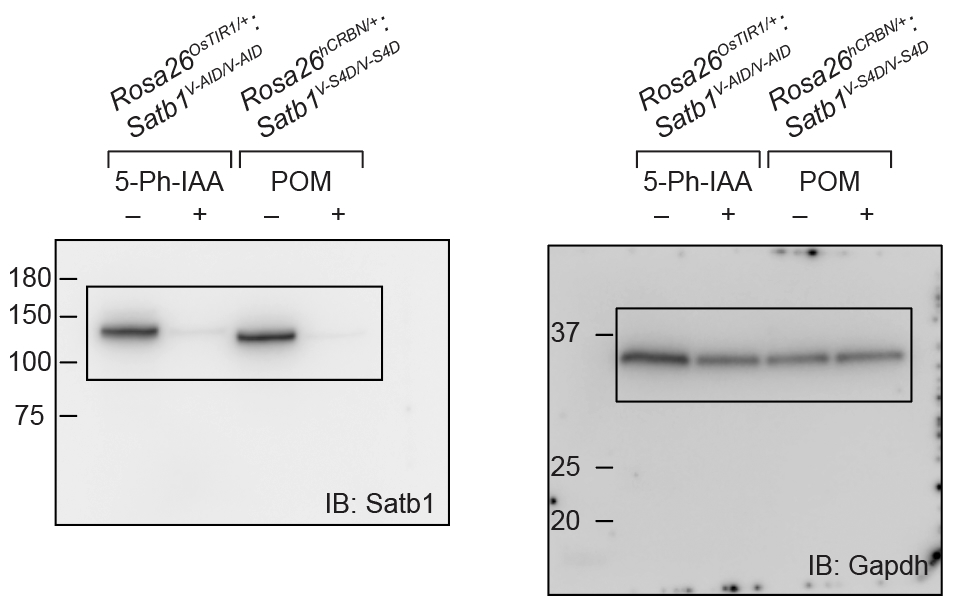 Rosa26OsTIR1/+:
Satb1V-AID/V-AID
Rosa26hCRBN/+:
Satb1V-S4D/V-S4D
5-Ph-IAA
POM
– + – +
180
150
100
75
IB: Satb1
Rosa26OsTIR1/+:
Satb1V-AID/V-AID
Rosa26hCRBN/+:
Satb1V-S4D/V-S4D
5-Ph-IAA
POM
– + – +
37
25
20
IB: Gapdh